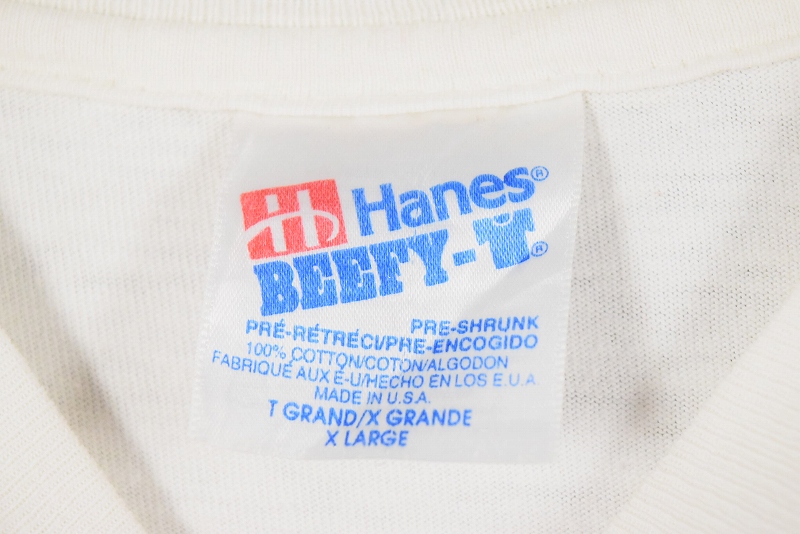 H Hanes®
BEEFY-T®
PRE-SHRUNK
PRÉ-RÉTRÉCI/PRE-ENCOGIDO
100% COTTON/COTON/ALGODON
FABRIQUÉ AUX É-U/HECHO EN LOS E.U.A
MADE IN U.S.A.
T GRAND/X GRANDE
X LARGE